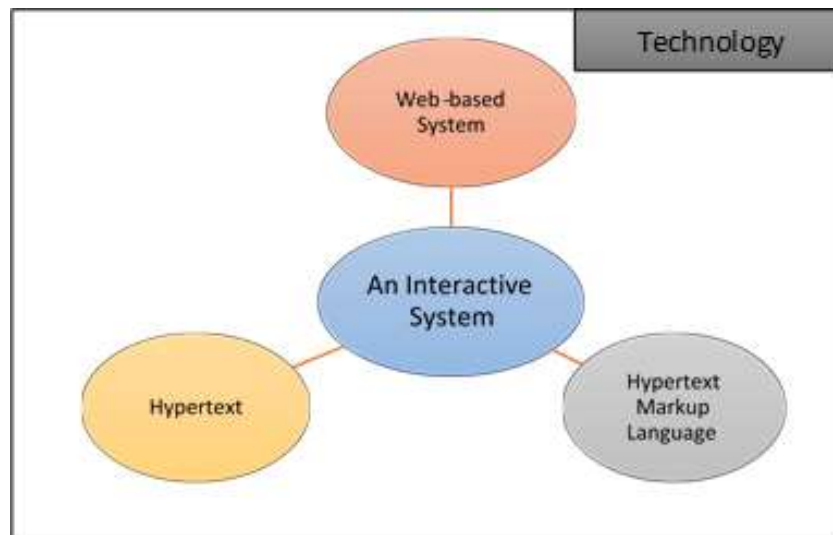 Technology
Web-based
System
An Interactive
System
Hypertext
Hypertext
Markup
Language